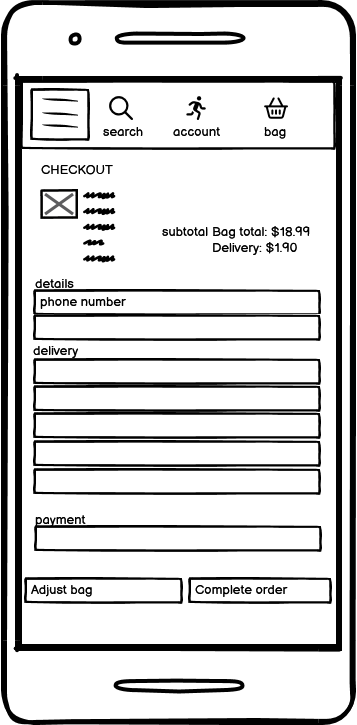 search account bag
CHECKOUT
subtotal Bag total: $18.99
Delivery: $1.90
details
phone number
delivery
payment
Adjust bag Complete order